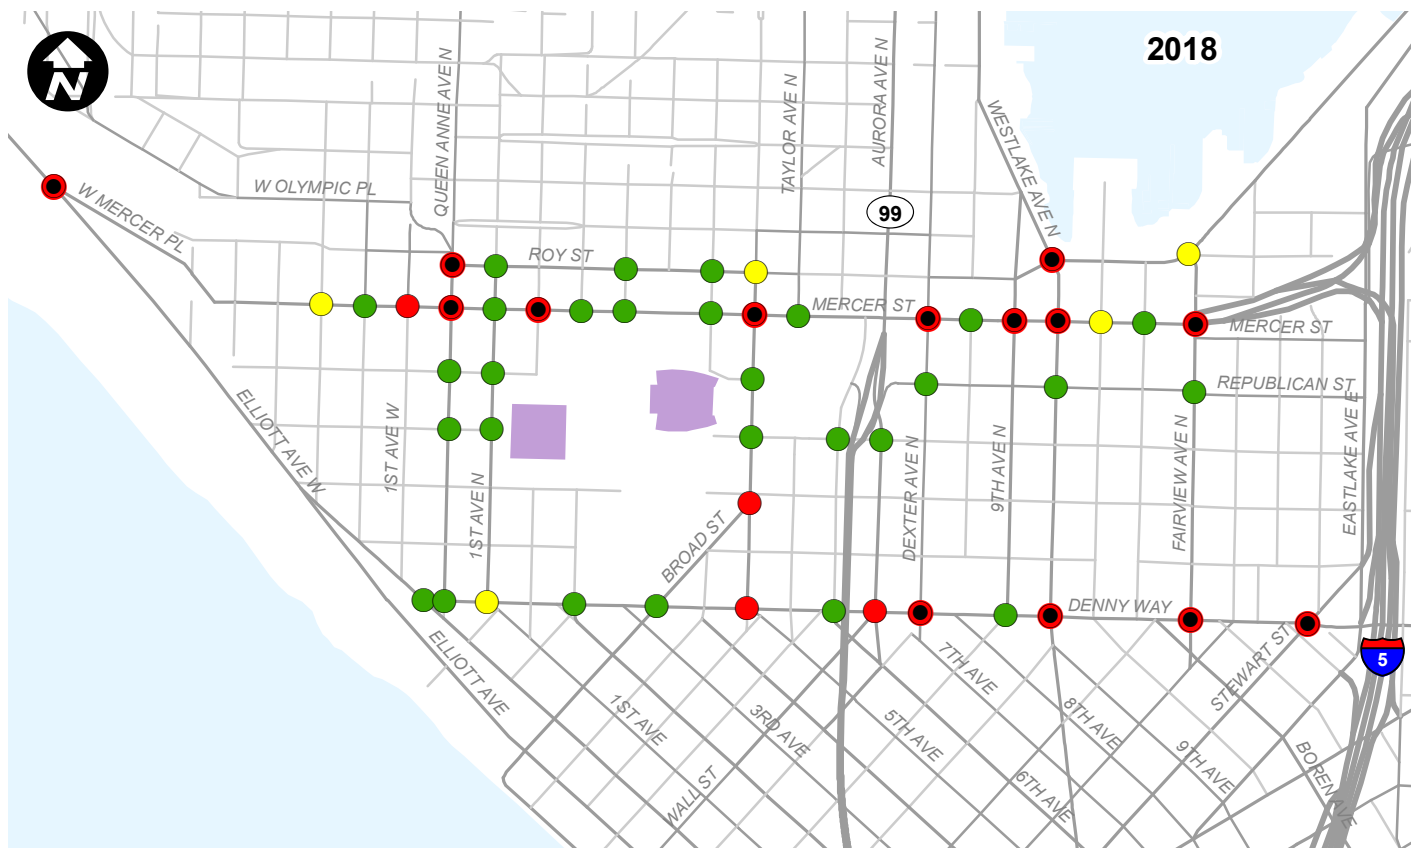 2018
N
QUEEN ANNE AVE N
TAYLOR AVE N
AURORA AVE N
WESTLAKE AVE N
W OLYMPIC PL
W MERCER PL
99
ROY ST
MERCER ST
MERCER ST
REPUBLICAN ST
ELLIOTT AVE W
1ST AVE W
1ST AVE N
BROAD ST
DEXTER AVE N
9TH AVE N
FAIRVIEW AVE N
EASTLAKE AVE E
DENNY WAY
ELLIOTT AVE
1ST AVE
3RD AVE
WALL ST
5TH AVE
7TH AVE
6TH AVE
8TH AVE
9TH AVE
STEWART ST
BOREN AVE
5